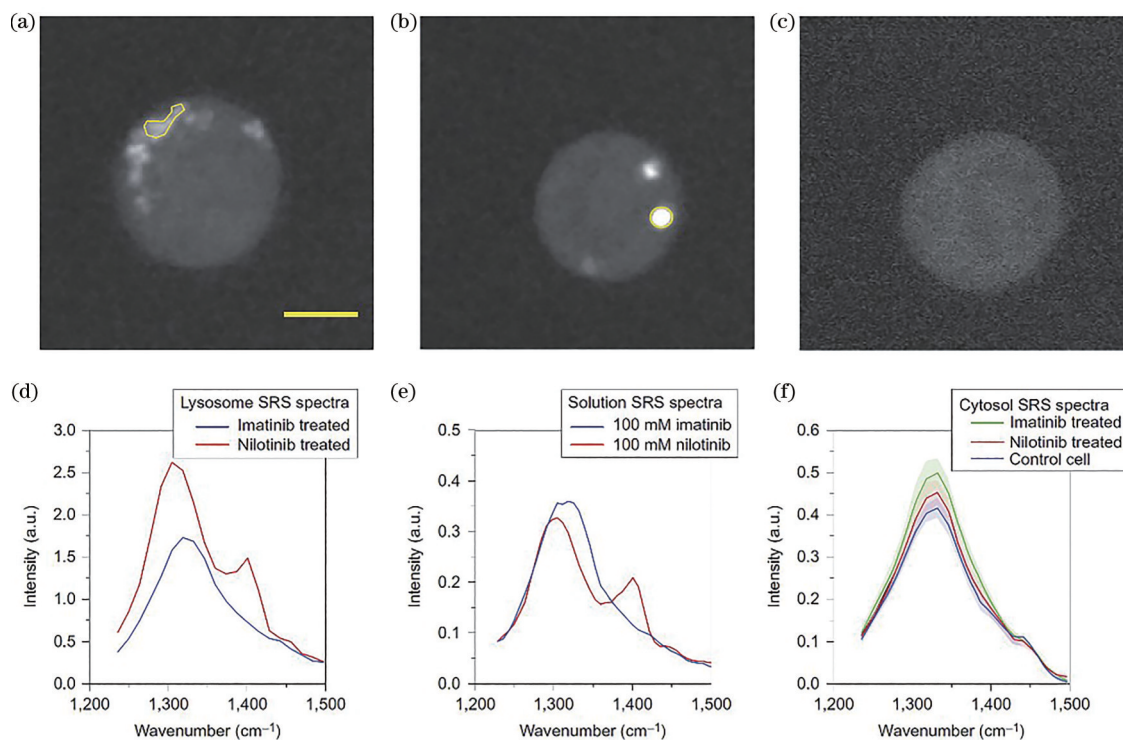 (a)
(b)
(c)
(d)
Lysosome SRS spectra
Imatinib treated
Nilotinib treated
3.0
2.5
2.0
1.5
1.0
0.5
0.0
Intensity (a.u.)
1,200
1,300
1,400
1,500
Wavenumber (cm⁻¹)
(e)
Solution SRS spectra
100 mM imatinib
100 mM nilotinib
0.5
0.4
0.3
0.2
0.1
0.0
Intensity (a.u.)
1,200
1,300
1,400
1,500
Wavenumber (cm⁻¹)
(f)
Cytosol SRS spectra
Imatinib treated
Nilotinib treated
Control cell
0.6
0.5
0.4
0.3
0.2
0.1
0.0
Intensity (a.u.)
1,200
1,300
1,400
1,500
Wavenumber (cm⁻¹)